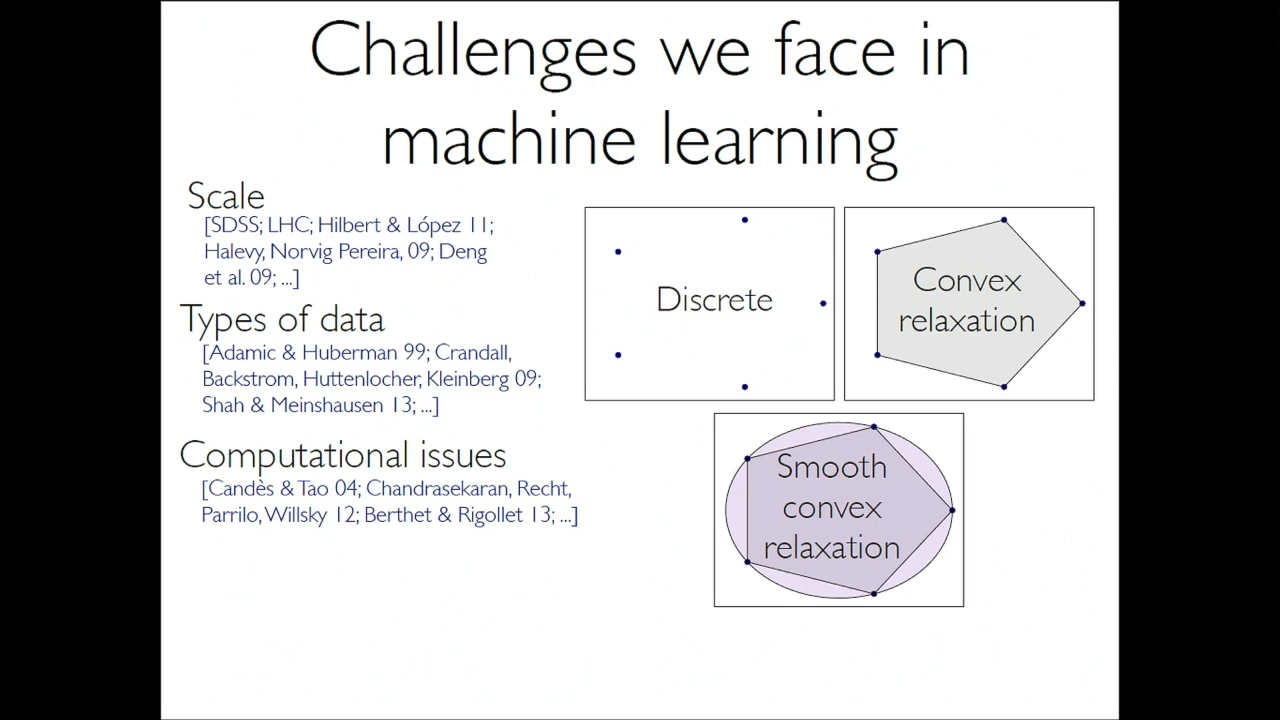 Challenges we face in
machine learning
Scale
[SDSS; LHC; Hilbert & López 11;
Halevy, Norvig Pereira, 09; Deng
et al. 09; ...]
Types of data
[Adamic & Huberman 99; Crandall,
Backstrom, Huttenlocher, Kleinberg 09;
Shah & Meinshausen 13; ...]
Computational issues
[Candès & Tao 04; Chandrasekaran, Recht,
Parrilo, Willsky 12; Berthet & Rigollet 13; ...]
Discrete
Convex
relaxation
Smooth
convex
relaxation